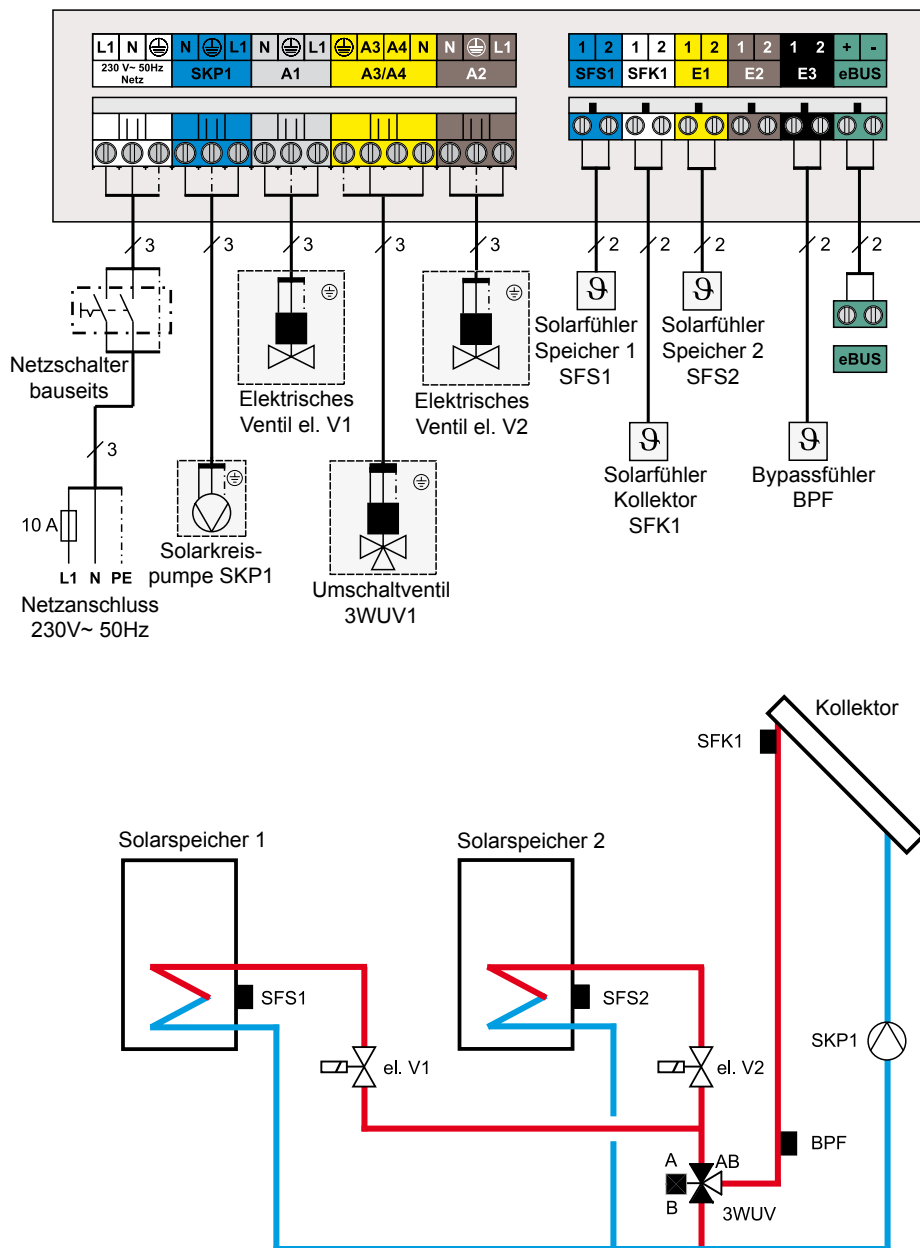 L1 N N L1 N L1 A3 A4 N N L1
230 V~ 50Hz
Netz
SKP1 A1 A3/A4 A2
1 2 1 2 1 2 1 2 1 2 + -
SFS1 SFK1 E1 E2 E3 eBUS
3 3 3 3 3 2 2 2 2 2
Netzschalter
bauseits
3
10 A
L1 N PE
Netzanschluss
230V~ 50Hz
Solarkreis-
pumpe SKP1
Elektrisches
Ventil el. V1
Umschaltventil
3WUV1
Elektrisches
Ventil el. V2
ϑ
Solarfühler
Speicher 1
SFS1
ϑ
Solarfühler
Kollektor
SFK1
ϑ
Solarfühler
Speicher 2
SFS2
ϑ
Bypassfühler
BPF
eBUS
Kollektor
SFK1
Solarspeicher 1
Solarspeicher 2
SFS1
SFS2
el. V1
el. V2
SKP1
BPF
A
AB
B
3WUV